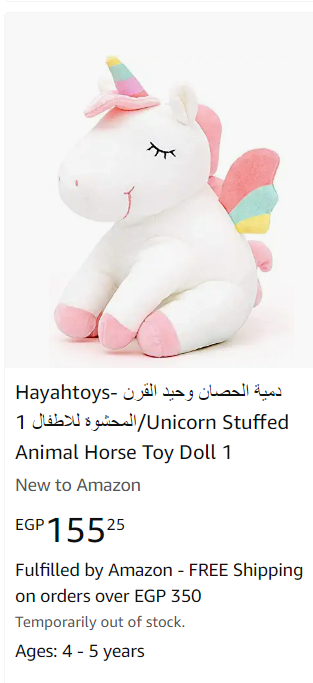 Hayahtoys- دمية الحصان وحيد القرن
المحشوة للاطفال 1/Unicorn Stuffed
Animal Horse Toy Doll 1
New to Amazon
EGP 155 25
Fulfilled by Amazon - FREE Shipping
on orders over EGP 350
Temporarily out of stock.
Ages: 4 - 5 years